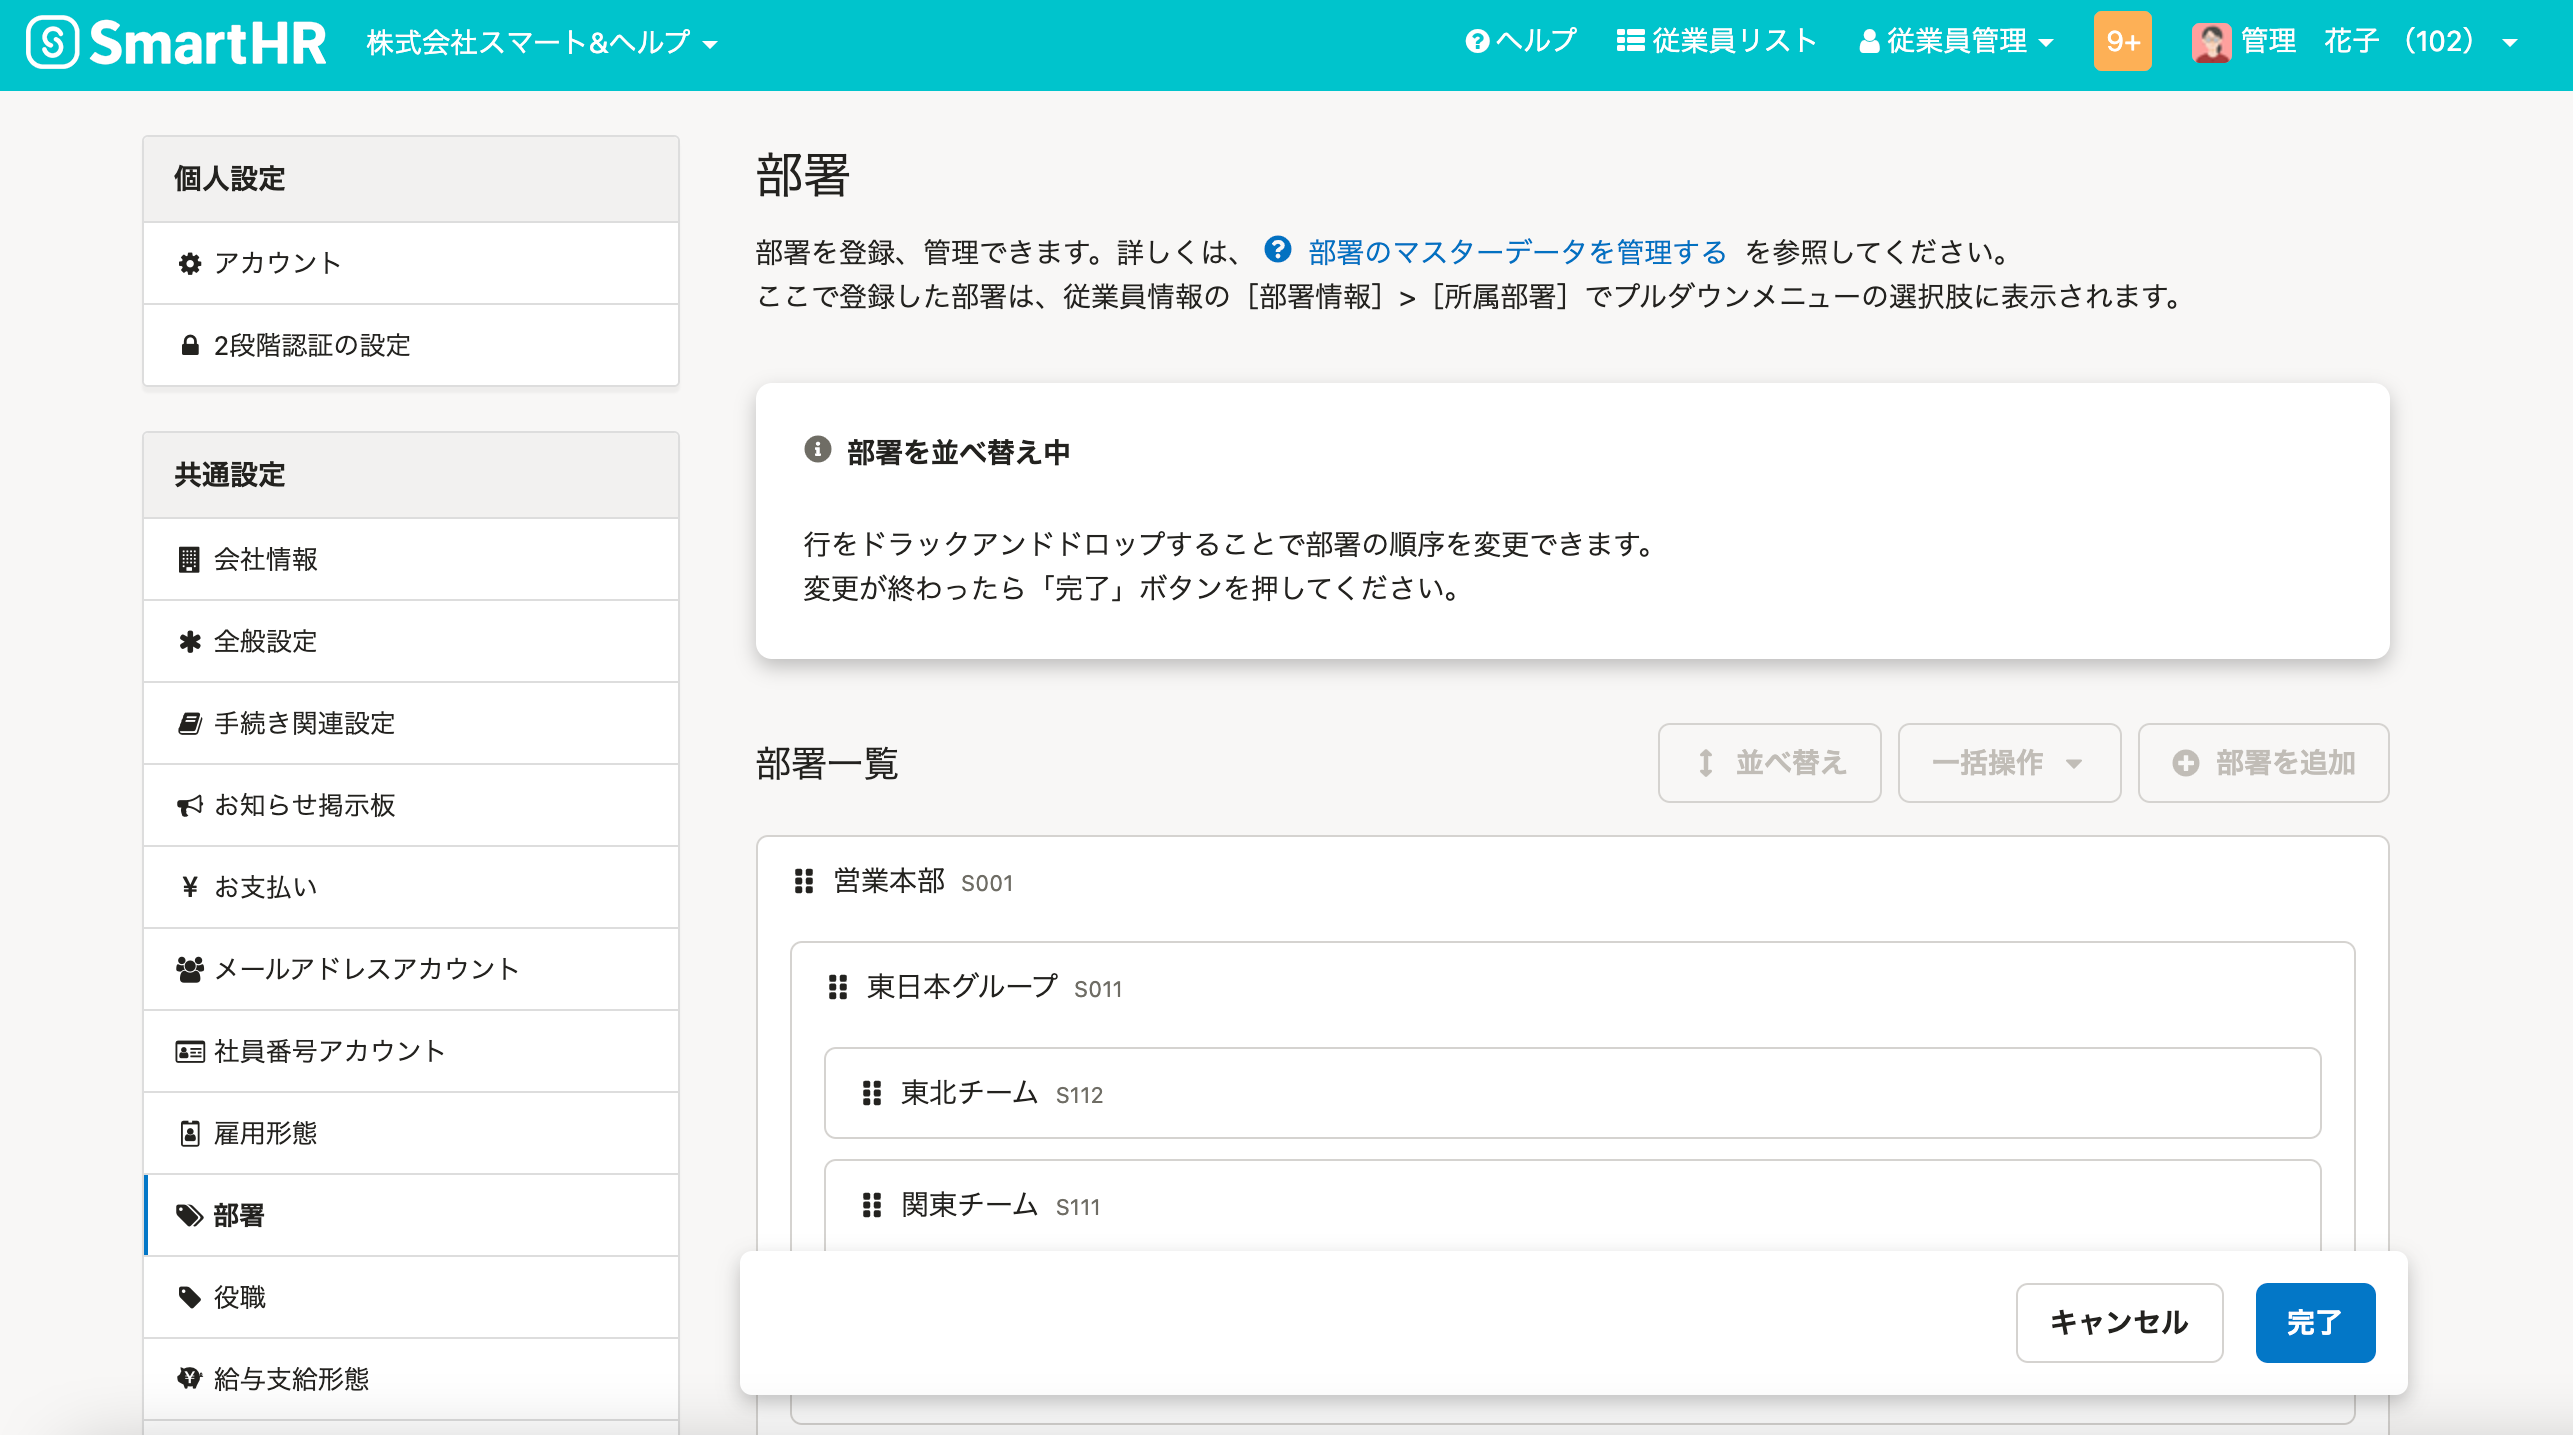 SmartHR 株式会社スマート&ヘルプ ヘルプ 従業員リスト 従業員管理 9+ 管理 花子 （102）
個人設定
アカウント
2段階認証の設定
共通設定
会社情報
全般設定
手続き関連設定
お知らせ掲示板
お支払い
メールアドレスアカウント
社員番号アカウント
雇用形態
部署
役職
給与支給形態
部署
部署を登録、管理できます。詳しくは、 部署のマスターデータを管理する を参照してください。
ここで登録した部署は、従業員情報の［部署情報］>［所属部署］でプルダウンメニューの選択肢に表示されます。
部署を並べ替え中
行をドラックアンドドロップすることで部署の順序を変更できます。
変更が終わったら「完了」ボタンを押してください。
部署一覧 並べ替え 一括操作 部署を追加
営業本部 S001
東日本グループ S011
東北チーム S112
関東チーム S111
キャンセル 完了